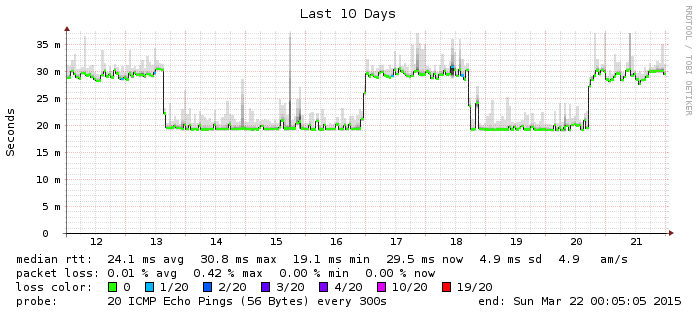 Last 10 Days
RRDTOOL / TOBI OETIKER
Seconds
35 m
30 m
25 m
20 m
15 m
10 m
5 m
0
12 13 14 15 16 17 18 19 20 21
median rtt: 24.1 ms avg 30.8 ms max 19.1 ms min 29.5 ms now 4.9 ms sd 4.9 am/s
packet loss: 0.01 % avg 0.42 % max 0.00 % min 0.00 % now
loss color: 0 1/20 2/20 3/20 4/20 10/20 19/20
probe: 20 ICMP Echo Pings (56 Bytes) every 300s end: Sun Mar 22 00:05:05 2015